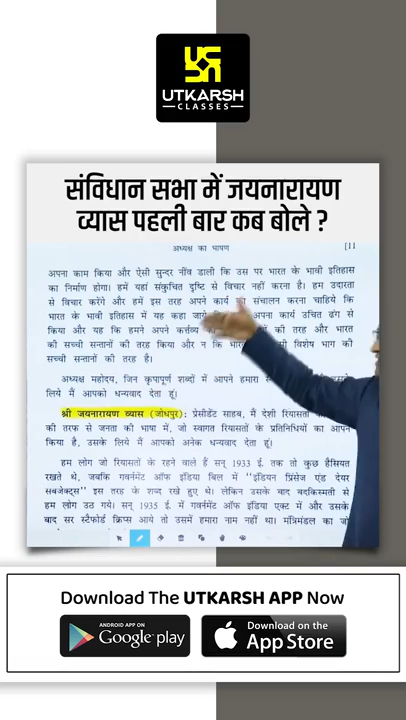 UTKARSH
CLASSES
संविधान सभा में जयनारायण
व्यास पहली बार कब बोले ?
अध्यक्ष का भाषण [11
अपना काम किया और ऐसी सुन्दर नींव डाली कि उस पर भारत के भावी इतिहास
का निर्माण होगा। हमें यहां संकुचित दृष्टि से विचार नहीं करना है। हम उदारता
से विचार करेंगे और हमें इस तरह अपने कार्य का संचालन करना चाहिये कि
भारत के भावी इतिहास में यह कहा जाये अपना कार्य उचित ढंग से
किया और यह कि हमने अपने कर्त्तव्य की तरह और भारत
की सच्ची सन्तानों की तरह किया और न कि भारत सी विशेष भाग की
सच्ची सन्तानों की तरह है।
अध्यक्ष महोदय, जिन कृपापूर्ण शब्दों में आपने हमारा
लिये मैं आपको धन्यवाद देता हूं।
श्री जयनारायण व्यास (जोधपुर): प्रेसीडेंट साहब, मै देशी रियासतों
की तरफ से जनता की भाषा में, जो स्वागत रियासतों के प्रतिनिधियों का आपने
किया है, उसके लिये मैं आपको अनेक धन्यवाद देता हूं।
हम लोग जो रियासतों के रहने वाले हैं सन् 1933 ई. तक तो कुछ हैसियत
रखते थे, जबकि गवर्नमेंट ऑफ इंडिया बिल में "इंडियन प्रिंसेज एंड देयर
सबजेक्ट्स" इस तरह के शब्द रखे हुए थे। लेकिन उसके बाद बदकिस्मती से
हम लोग उठ गये। सन् 1935 ई. में गवर्नमेंट ऑफ इंडिया एक्ट में और उसके
बाद सर स्टैफोर्ड क्रिप्स आये तो उसमें हमारा नाम नहीं था। मंत्रिमंडल का जो
Download The UTKARSH APP Now
ANDROID APP ON
Google play
Download on the
App Store